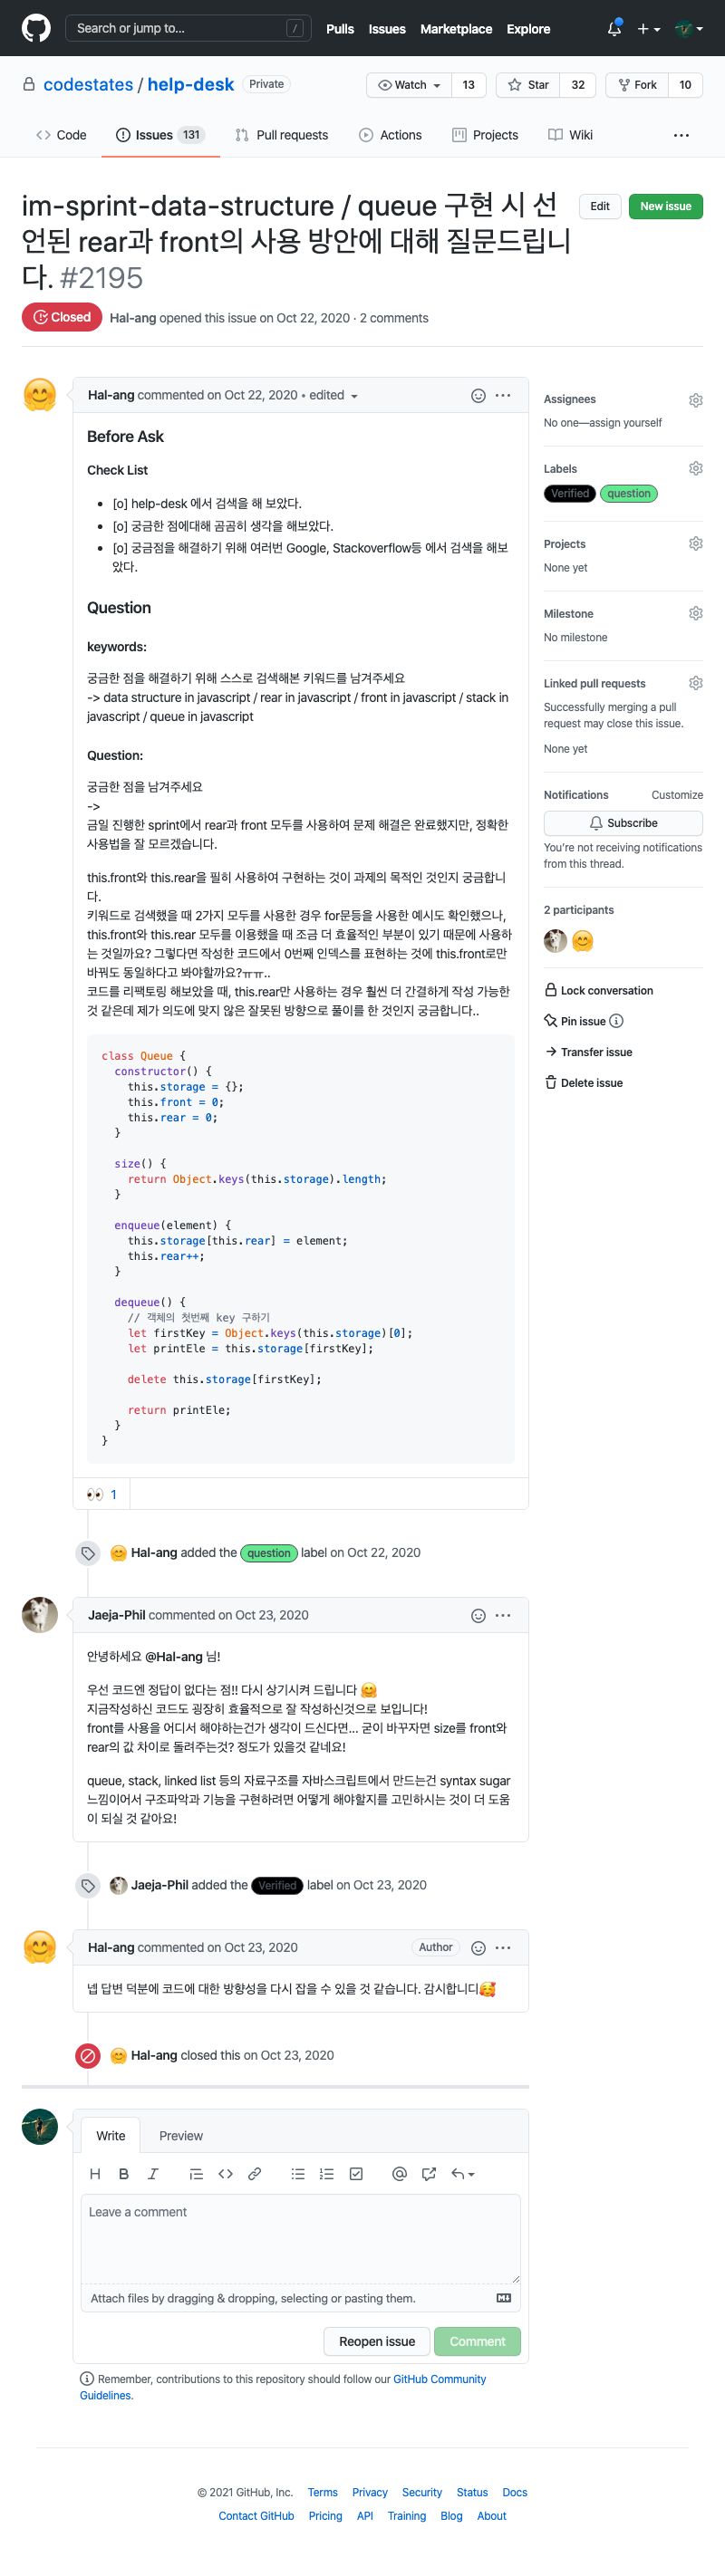 Search or jump to... /
Pulls Issues Marketplace Explore
codestates / help-desk Private
Watch 13 Star 32 Fork 10
Code Issues 131 Pull requests Actions Projects Wiki ...
im-sprint-data-structure / queue 구현 시 선
언된 rear과 front의 사용 방안에 대해 질문드립니
다. #2195
Edit New issue
Closed Hal-ang opened this issue on Oct 22, 2020 · 2 comments
Hal-ang commented on Oct 22, 2020 • edited
Before Ask
Check List
• [o] help-desk 에서 검색을 해 보았다.
• [o] 궁금한 점에대해 곰곰히 생각을 해보았다.
• [o] 궁금점을 해결하기 위해 여러번 Google, Stackoverflow등 에서 검색을 해보
았다.
Question
keywords:
궁금한 점을 해결하기 위해 스스로 검색해본 키워드를 남겨주세요
-> data structure in javascript / rear in javascript / front in javascript / stack in
javascript / queue in javascript
Question:
궁금한 점을 남겨주세요
->
금일 진행한 sprint에서 rear과 front 모두를 사용하여 문제 해결은 완료했지만, 정확한
사용법을 잘 모르겠습니다.
this.front와 this.rear을 필히 사용하여 구현하는 것이 과제의 목적인 것인지 궁금합니
다.
키워드로 검색했을 때 2가지 모두를 사용한 경우 for문등을 사용한 예시도 확인했으나,
this.front와 this.rear 모두를 이용했을 때 조금 더 효율적인 부분이 있기 때문에 사용하
는 것일까요? 그렇다면 작성한 코드에서 0번째 인덱스를 표현하는 것에 this.front로만
바꿔도 동일하다고 봐야할까요?ㅠㅠ..
코드를 리팩토링 해보았을 때, this.rear만 사용하는 경우 훨씬 더 간결하게 작성 가능한
것 같은데 제가 의도에 맞지 않은 잘못된 방향으로 풀이를 한 것인지 궁금합니다..
class Queue {
constructor() {
this.storage = {};
this.front = 0;
this.rear = 0;
}
size() {
return Object.keys(this.storage).length;
}
enqueue(element) {
this.storage[this.rear] = element;
this.rear++;
}
dequeue() {
// 객체의 첫번째 key 구하기
let firstKey = Object.keys(this.storage)[0];
let printEle = this.storage[firstKey];
delete this.storage[firstKey];
return printEle;
}
}
👀 1
Hal-ang added the question label on Oct 22, 2020
Jaeja-Phil commented on Oct 23, 2020
안녕하세요 @Hal-ang 님!
우선 코드엔 정답이 없다는 점!! 다시 상기시켜 드립니다 🤗
지금작성하신 코드도 굉장히 효율적으로 잘 작성하신것으로 보입니다!
front를 사용을 어디서 해야하는건가 생각이 드신다면... 굳이 바꾸자면 size를 front와
rear의 값 차이로 돌려주는것? 정도가 있을것 같네요!
queue, stack, linked list 등의 자료구조를 자바스크립트에서 만드는건 syntax sugar
느낌이어서 구조파악과 기능을 구현하려면 어떻게 해야할지를 고민하시는 것이 더 도움
이 되실 것 같아요!
Jaeja-Phil added the Verified label on Oct 23, 2020
Hal-ang commented on Oct 23, 2020 Author
넵 답변 덕분에 코드에 대한 방향성을 다시 잡을 수 있을 것 같습니다. 감시합니디🥰
Hal-ang closed this on Oct 23, 2020
Write Preview
H B I
Leave a comment
Attach files by dragging & dropping, selecting or pasting them.
Reopen issue Comment
Remember, contributions to this repository should follow our GitHub Community
Guidelines.
Assignees
No one—assign yourself
Labels
Verified question
Projects
None yet
Milestone
No milestone
Linked pull requests
Successfully merging a pull
request may close this issue.
None yet
Notifications Customize
Subscribe
You're not receiving notifications
from this thread.
2 participants
Lock conversation
Pin issue
Transfer issue
Delete issue
© 2021 GitHub, Inc. Terms Privacy Security Status Docs
Contact GitHub Pricing API Training Blog About